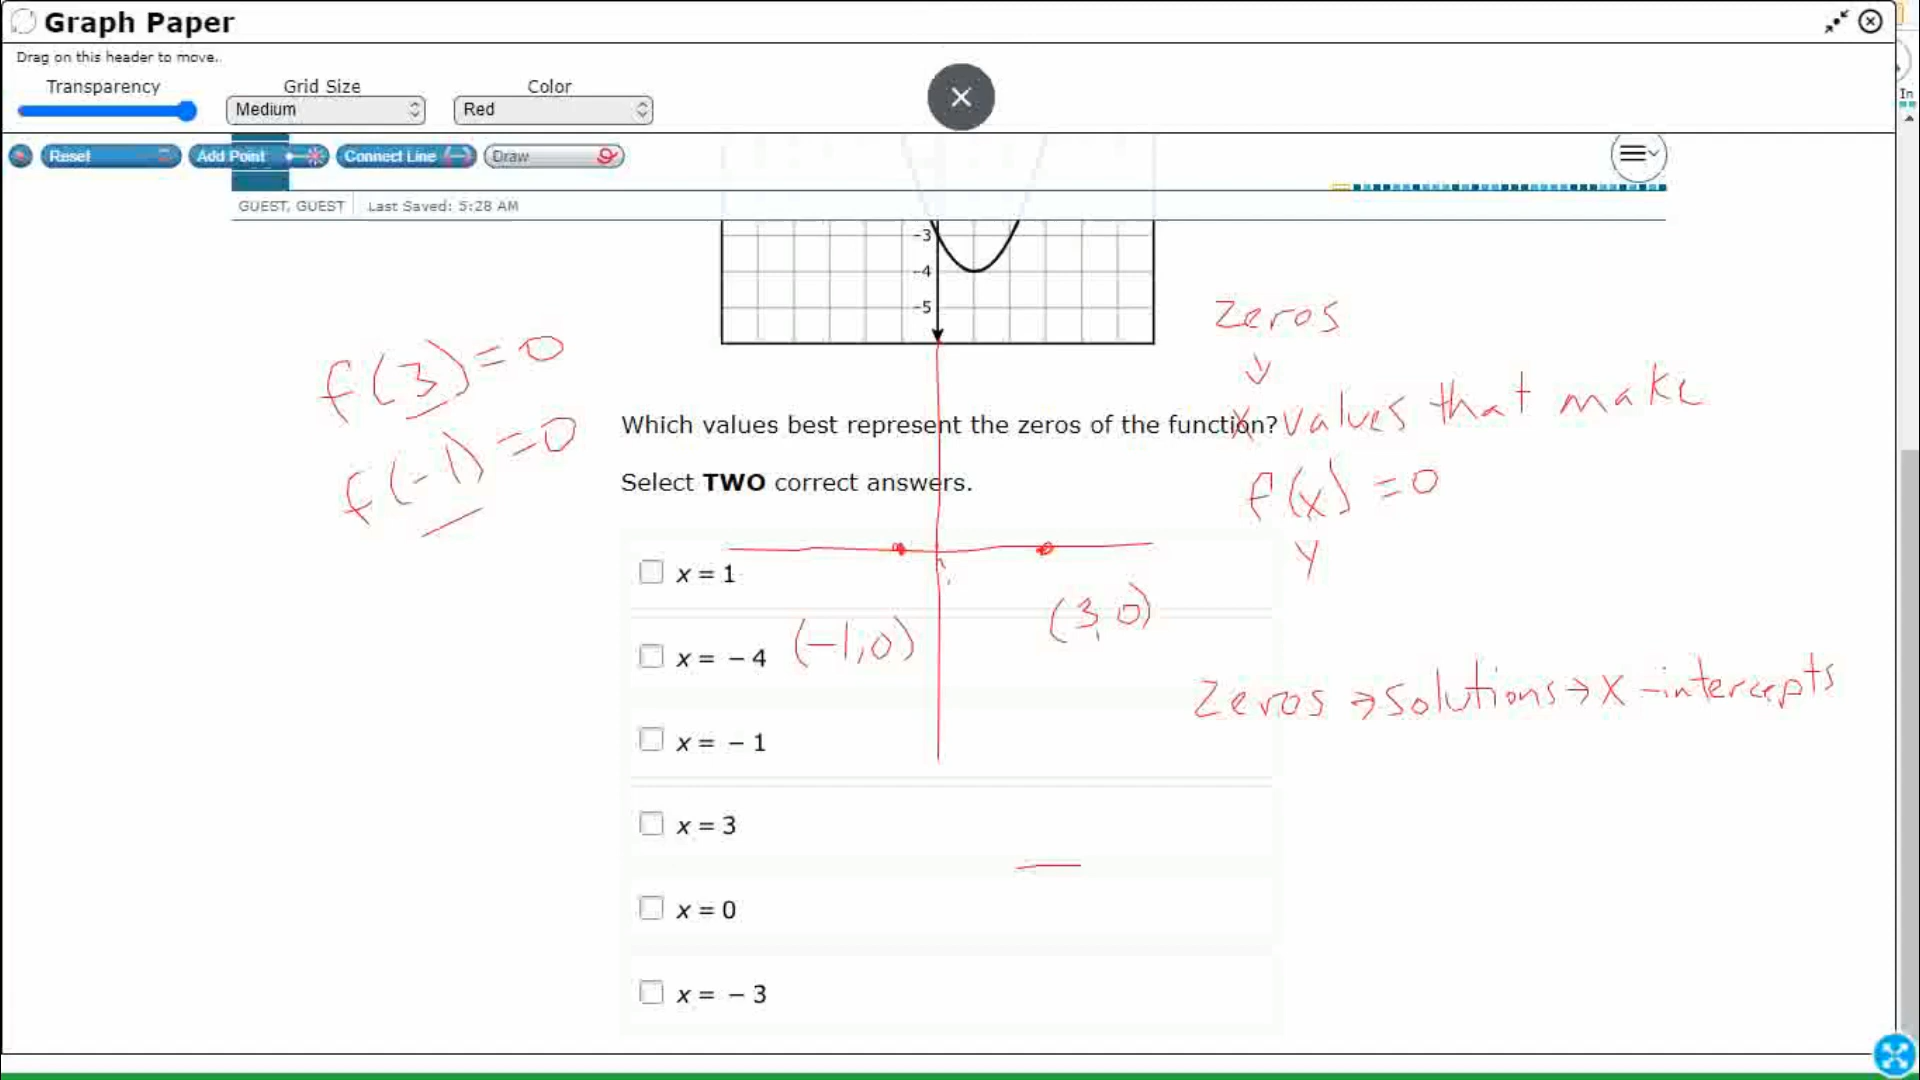 Graph Paper
Drag on this header to move..
Transparency
Grid Size
Color
Medium
Red
Reset
Add Point
Connect Line
Draw
In
GUEST, GUEST
Last Saved: 5:28 AM
-3
-4
-5
zeros
f(3)=0
x values that make
Which values best represent the zeros of the function?
f(-1)=0
Select TWO correct answers.
f(x)=0
y
x = 1
(-1,0)
(3,0)
x = - 4
zeros → solutions → x-intercepts
x = - 1
x = 3
x = 0
x = - 3